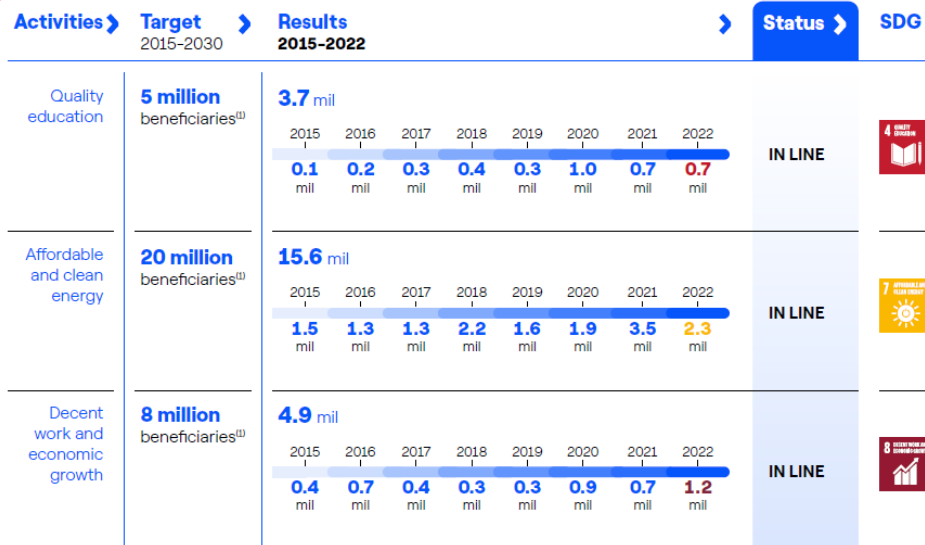 Activities Target Results Status SDG
2015-2030 2015-2022
Quality education
5 million
beneficiaries(1)
3.7 mil
2015 2016 2017 2018 2019 2020 2021 2022
0.1 0.2 0.3 0.4 0.3 1.0 0.7 0.7
mil mil mil mil mil mil mil mil
IN LINE
4 QUALITY EDUCATION
Affordable
and clean
energy
20 million
beneficiaries(1)
15.6 mil
2015 2016 2017 2018 2019 2020 2021 2022
1.5 1.3 1.3 2.2 1.6 1.9 3.5 2.3
mil mil mil mil mil mil mil mil
IN LINE
7
CLEAN ENERGY
Decent
work and
economic
growth
8 million
beneficiaries(1)
4.9 mil
2015 2016 2017 2018 2019 2020 2021 2022
0.4 0.7 0.4 0.3 0.3 0.9 0.7 1.2
mil mil mil mil mil mil mil mil
IN LINE
8